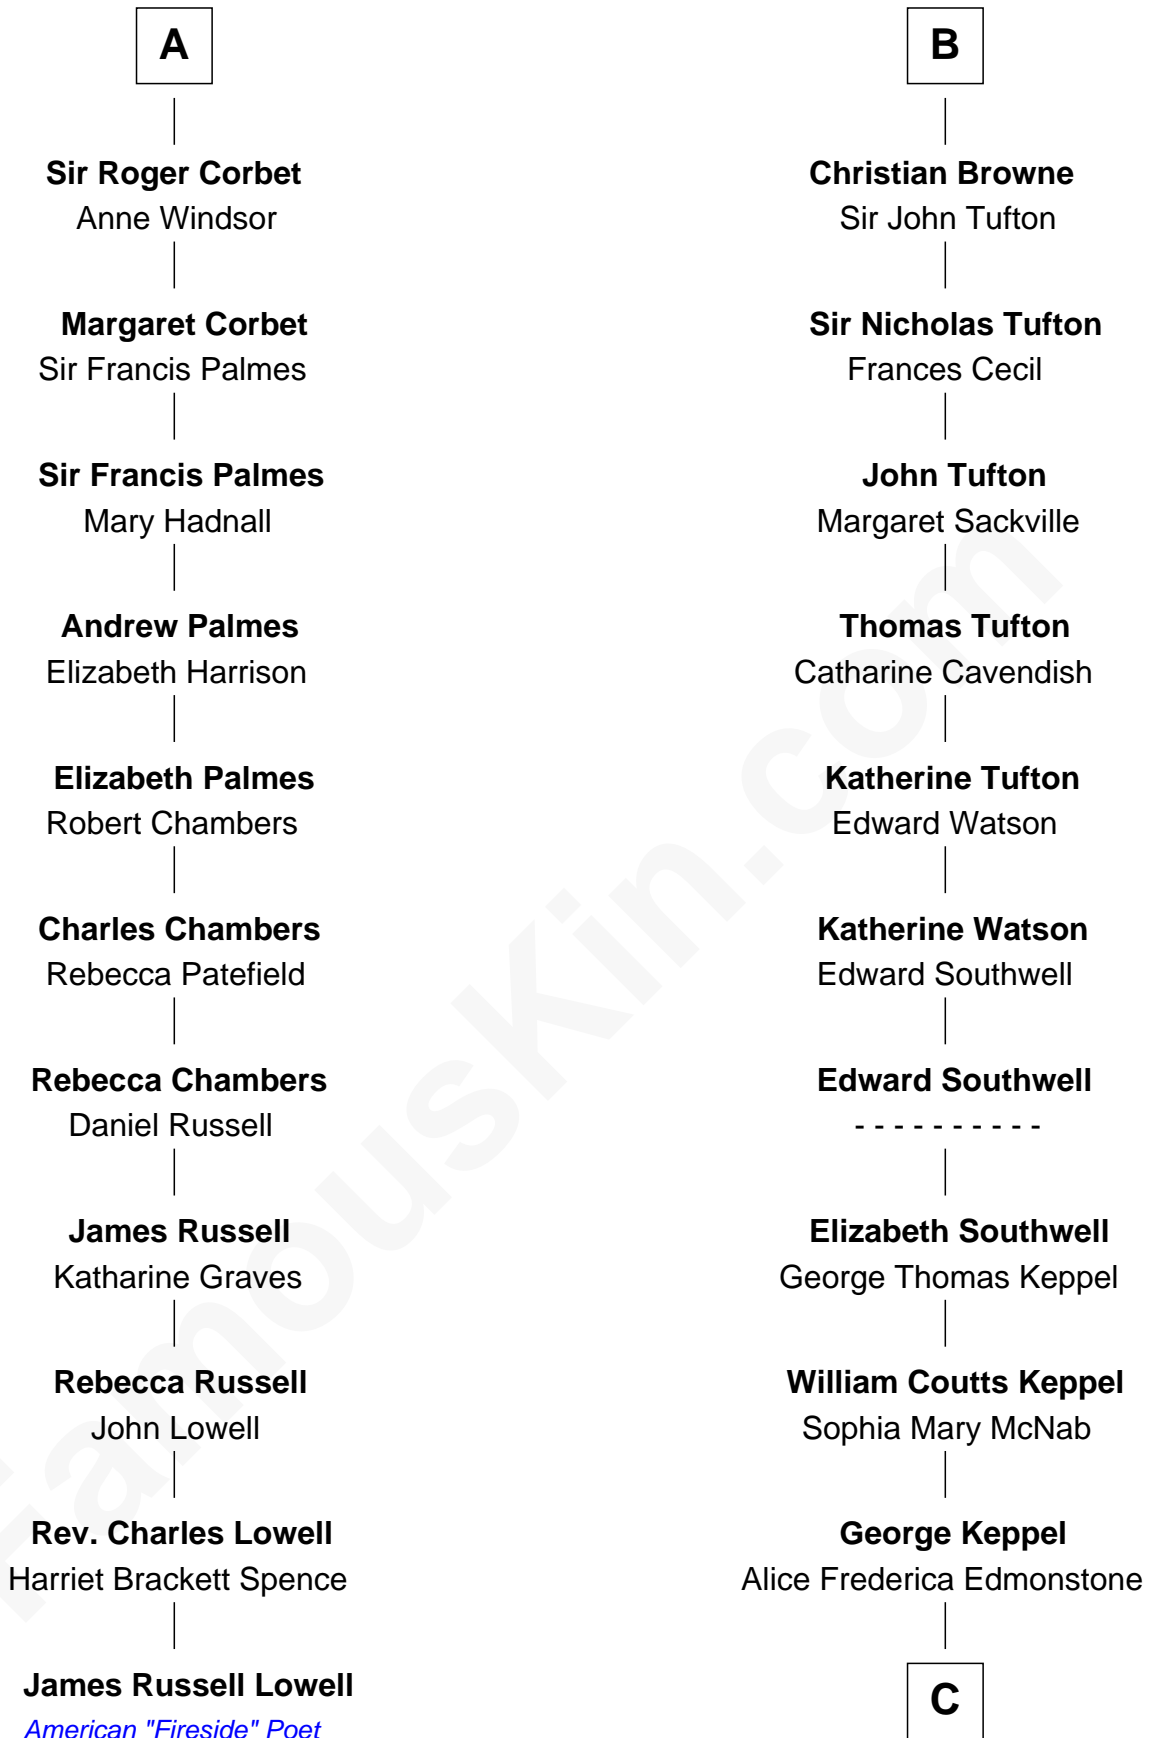 A
Sir Roger Corbet
Anne Windsor
Margaret Corbet
Sir Francis Palmes
Sir Francis Palmes
Mary Hadnall
Andrew Palmes
Elizabeth Harrison
Elizabeth Palmes
Robert Chambers
Charles Chambers
Rebecca Patefield
Rebecca Chambers
Daniel Russell
James Russell
Katharine Graves
Rebecca Russell
John Lowell
Rev. Charles Lowell
Harriet Brackett Spence
James Russell Lowell
American "Fireside" Poet
B
Christian Browne
Sir John Tufton
Sir Nicholas Tufton
Frances Cecil
John Tufton
Margaret Sackville
Thomas Tufton
Catharine Cavendish
Katherine Tufton
Edward Watson
Katherine Watson
Edward Southwell
Edward Southwell
- - - - - - - - - -
Elizabeth Southwell
George Thomas Keppel
William Coutts Keppel
Sophia Mary McNab
George Keppel
Alice Frederica Edmonstone
C
FamousKin.com